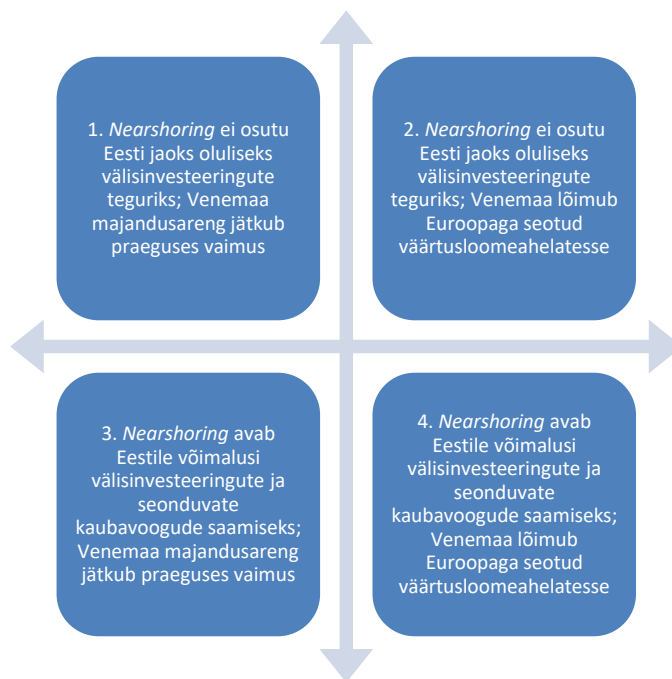 1. Nearshoring ei osutu
Eesti jaoks oluliseks
välisinvesteeringute
teguriks; Venemaa
majandusareng jätkub
praeguses vaimus
2. Nearshoring ei osutu
Eesti jaoks oluliseks
välisinvesteeringute
teguriks; Venemaa lõimub
Euroopaga seotud
väärtusloomeahelatesse
3. Nearshoring avab
Eestile võimalusi
välisinvesteeringute ja
seonduvate
kaubavoogude saamiseks;
Venemaa majandusareng
jätkub praeguses vaimus
4. Nearshoring avab
Eestile võimalusi
välisinvesteeringute ja
seonduvate
kaubavoogude saamiseks;
Venemaa lõimub
Euroopaga seotud
väärtusloomeahelatesse